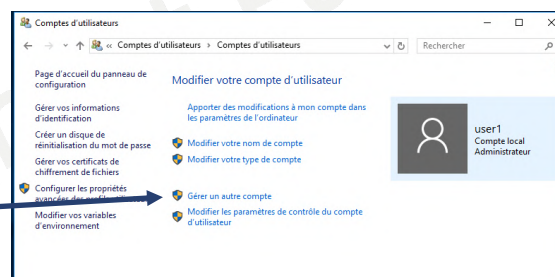 Comptes d'utilisateurs
« Comptes d'utilisateurs > Comptes d'utilisateurs
Rechercher
Page d'accueil du panneau de
configuration
Gérer vos informations
d'identification
Créer un disque de
réinitialisation du mot de passe
Gérer vos certificats de
chiffrement de fichiers
Configurer les propriétés
avancées des profils utilisateur
Modifier vos variables
d'environnement
Modifier votre compte d'utilisateur
Apporter des modifications à mon compte dans
les paramètres de l'ordinateur
Modifier votre nom de compte
Modifier votre type de compte
Gérer un autre compte
Modifier les paramètres de contrôle du compte
d'utilisateur
user1
Compte local
Administrateur